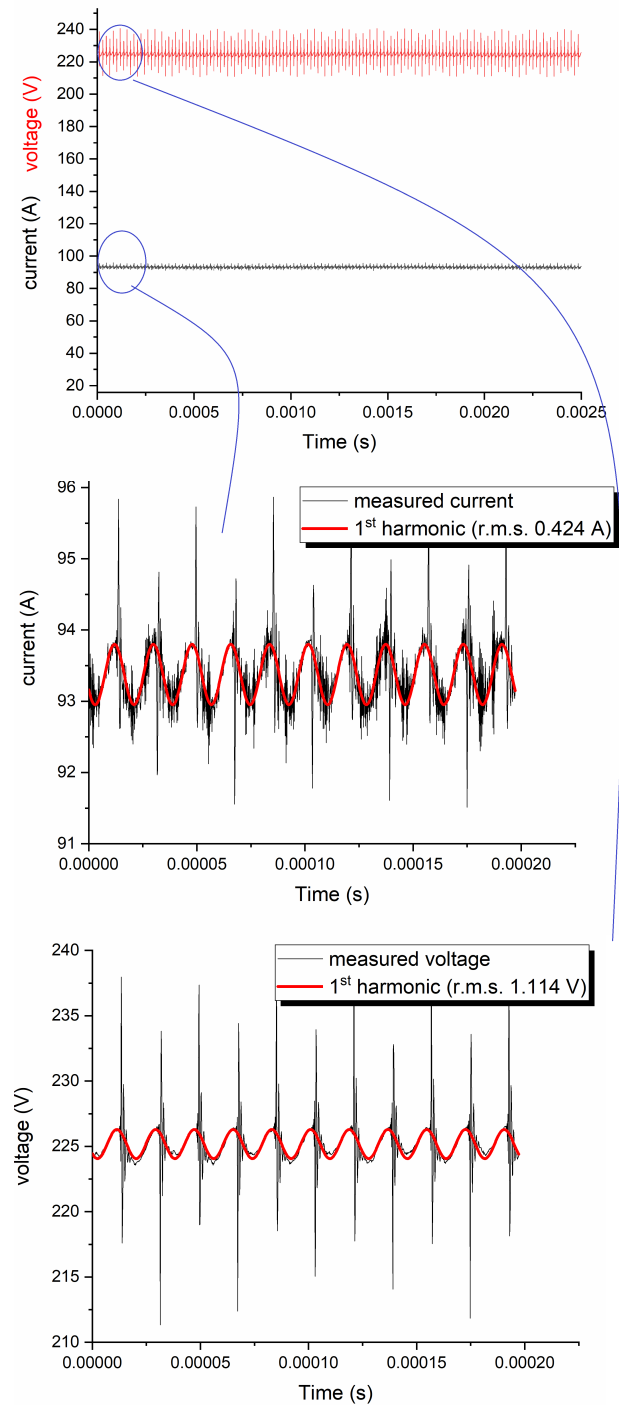 240
220
200
180
160
140
120
100
80
60
40
20
current (A) voltage (V)
0.0000 0.0005 0.0010 0.0015 0.0020 0.0025
Time (s)
96
95
94
93
92
91
current (A)
measured current
1st harmonic (r.m.s. 0.424 A)
0.00000 0.00005 0.00010 0.00015 0.00020
Time (s)
240
235
230
225
220
215
210
voltage (V)
measured voltage
1st harmonic (r.m.s. 1.114 V)
0.00000 0.00005 0.00010 0.00015 0.00020
Time (s)